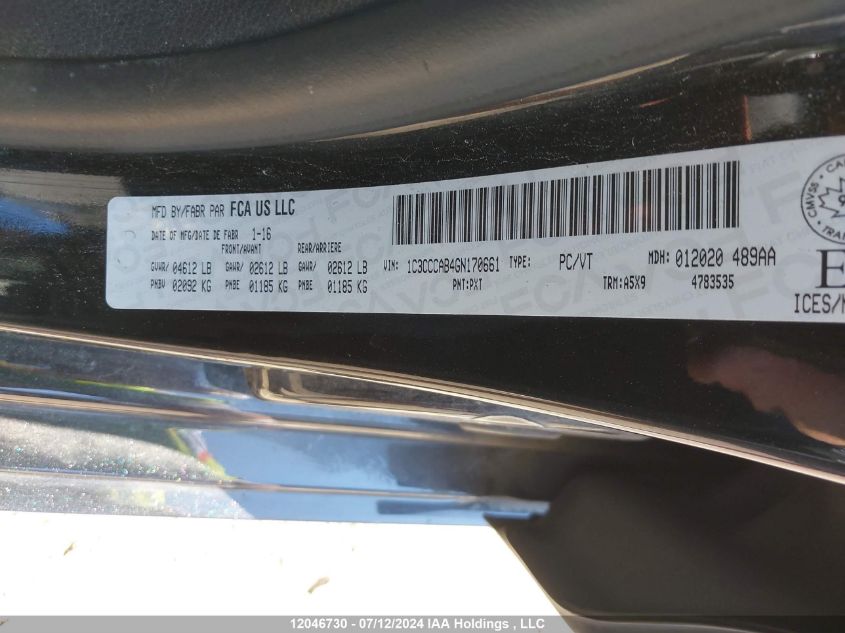 MFD BY/FABR PAR FCA US LLC
DATE OF MFG/DATE DE FABR 1-16
FRONT/AVANT REAR/ARRIERE
GVWR/ 04612 LB GAWR/ 02612 LB GAWR/ 02612 LB
PNBV 02092 KG PNBE 01185 KG PNBE 01185 KG
VIN: 1C3CCCAB4GN170661 TYPE: PC/VT MDH: 012020 489AA
PNT:PXT TRM:A5X9 4783535
CMVSS
ICES/
12046730 - 07/12/2024 IAA Holdings , LLC